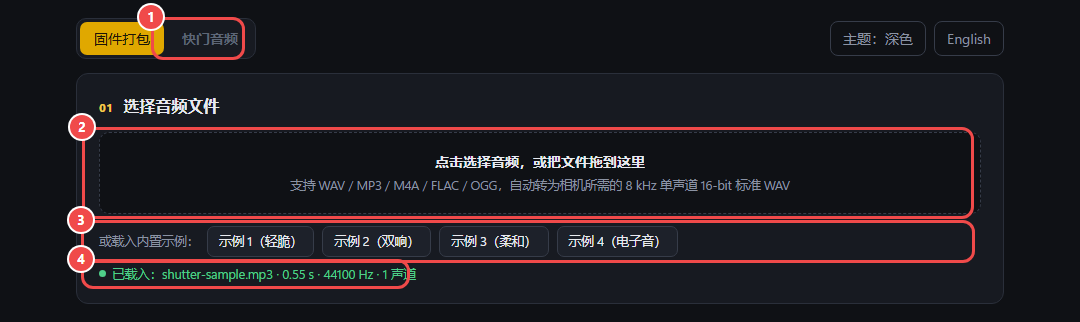 1
固件打包 快门音频 主题：深色 English
01 选择音频文件
2
点击选择音频，或把文件拖到这里
支持 WAV / MP3 / M4A / FLAC / OGG，自动转为相机所需的 8 kHz 单声道 16-bit 标准 WAV
3
或载入内置示例： 示例 1（轻脆） 示例 2（双响） 示例 3（柔和） 示例 4（电子音）
4
已载入：shutter-sample.mp3 · 0.55 s · 44100 Hz · 1 声道